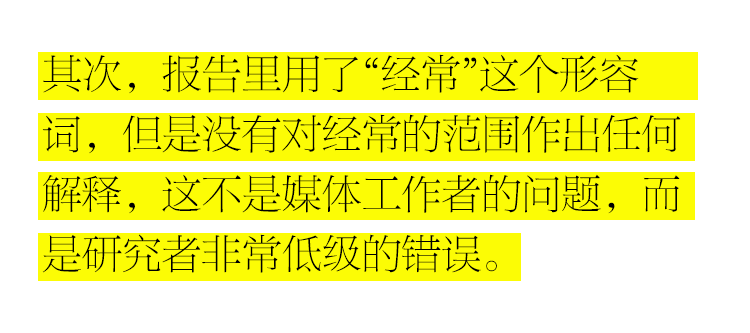 其次，报告里用了“经常”这个形容
词，但是没有对经常的范围作出任何
解释，这不是媒体工作者的问题，而
是研究者非常低级的错误。